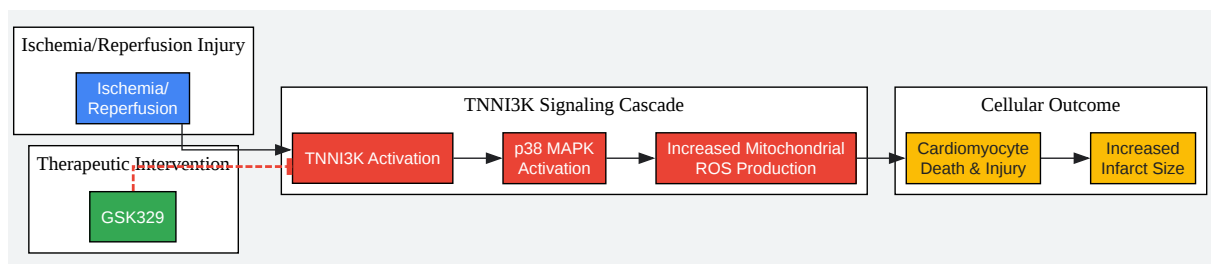 Ischemia/Reperfusion Injury
Ischemia/
Reperfusion
Therapeutic Intervention
GSK329
TNNI3K Signaling Cascade
TNNI3K Activation
p38 MAPK
Activation
Increased Mitochondrial
ROS Production
Cellular Outcome
Cardiomyocyte
Death & Injury
Increased
Infarct Size